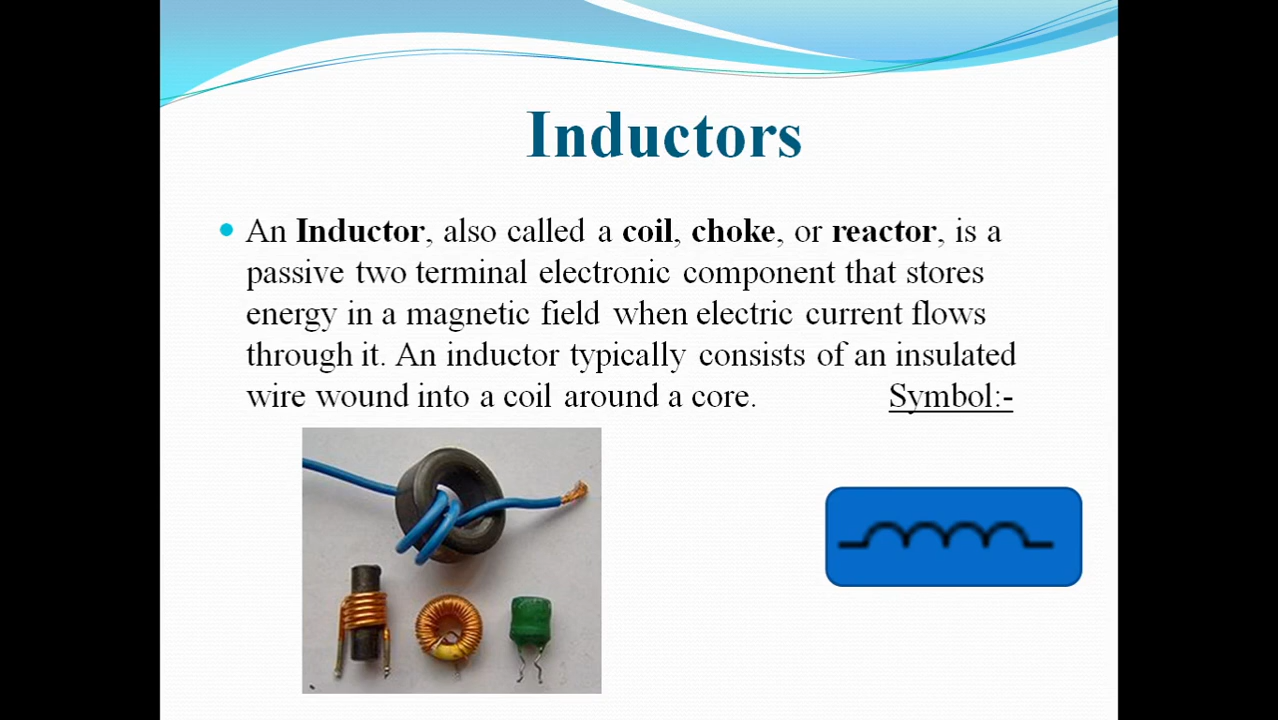 Inductors
An Inductor, also called a coil, choke, or reactor, is a
passive two terminal electronic component that stores
energy in a magnetic field when electric current flows
through it. An inductor typically consists of an insulated
wire wound into a coil around a core. Symbol:-